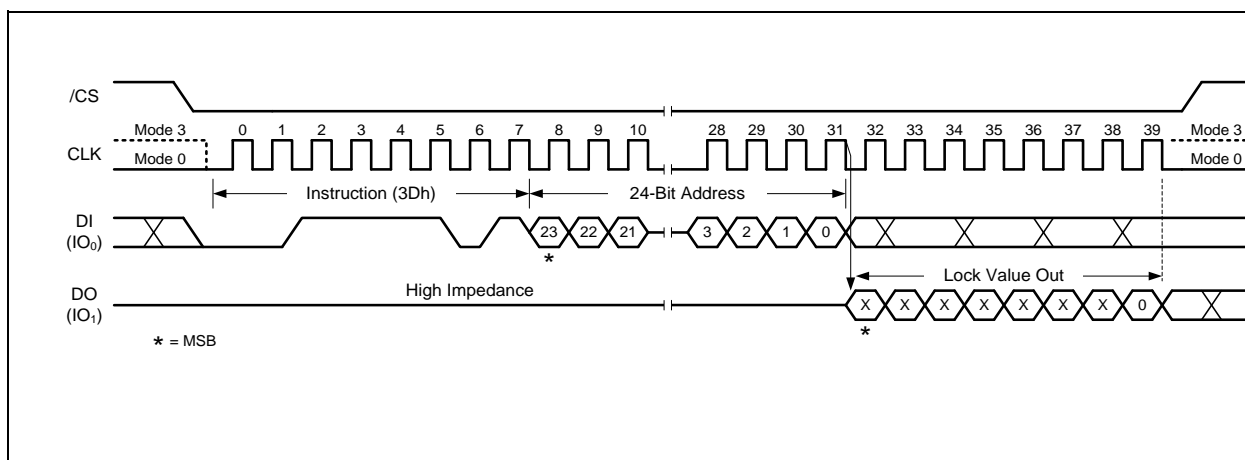 /CS
Mode 3 0 1 2 3 4 5 6 7 8 9 10 28 29 30 31 32 33 34 35 36 37 38 39 Mode 3
CLK Mode 0 Mode 0
Instruction (3Dh) 24-Bit Address
DI
(IO0) 23 22 21 3 2 1 0
*
Lock Value Out
High Impedance
DO
(IO1) X X X X X X X 0
*
* = MSB